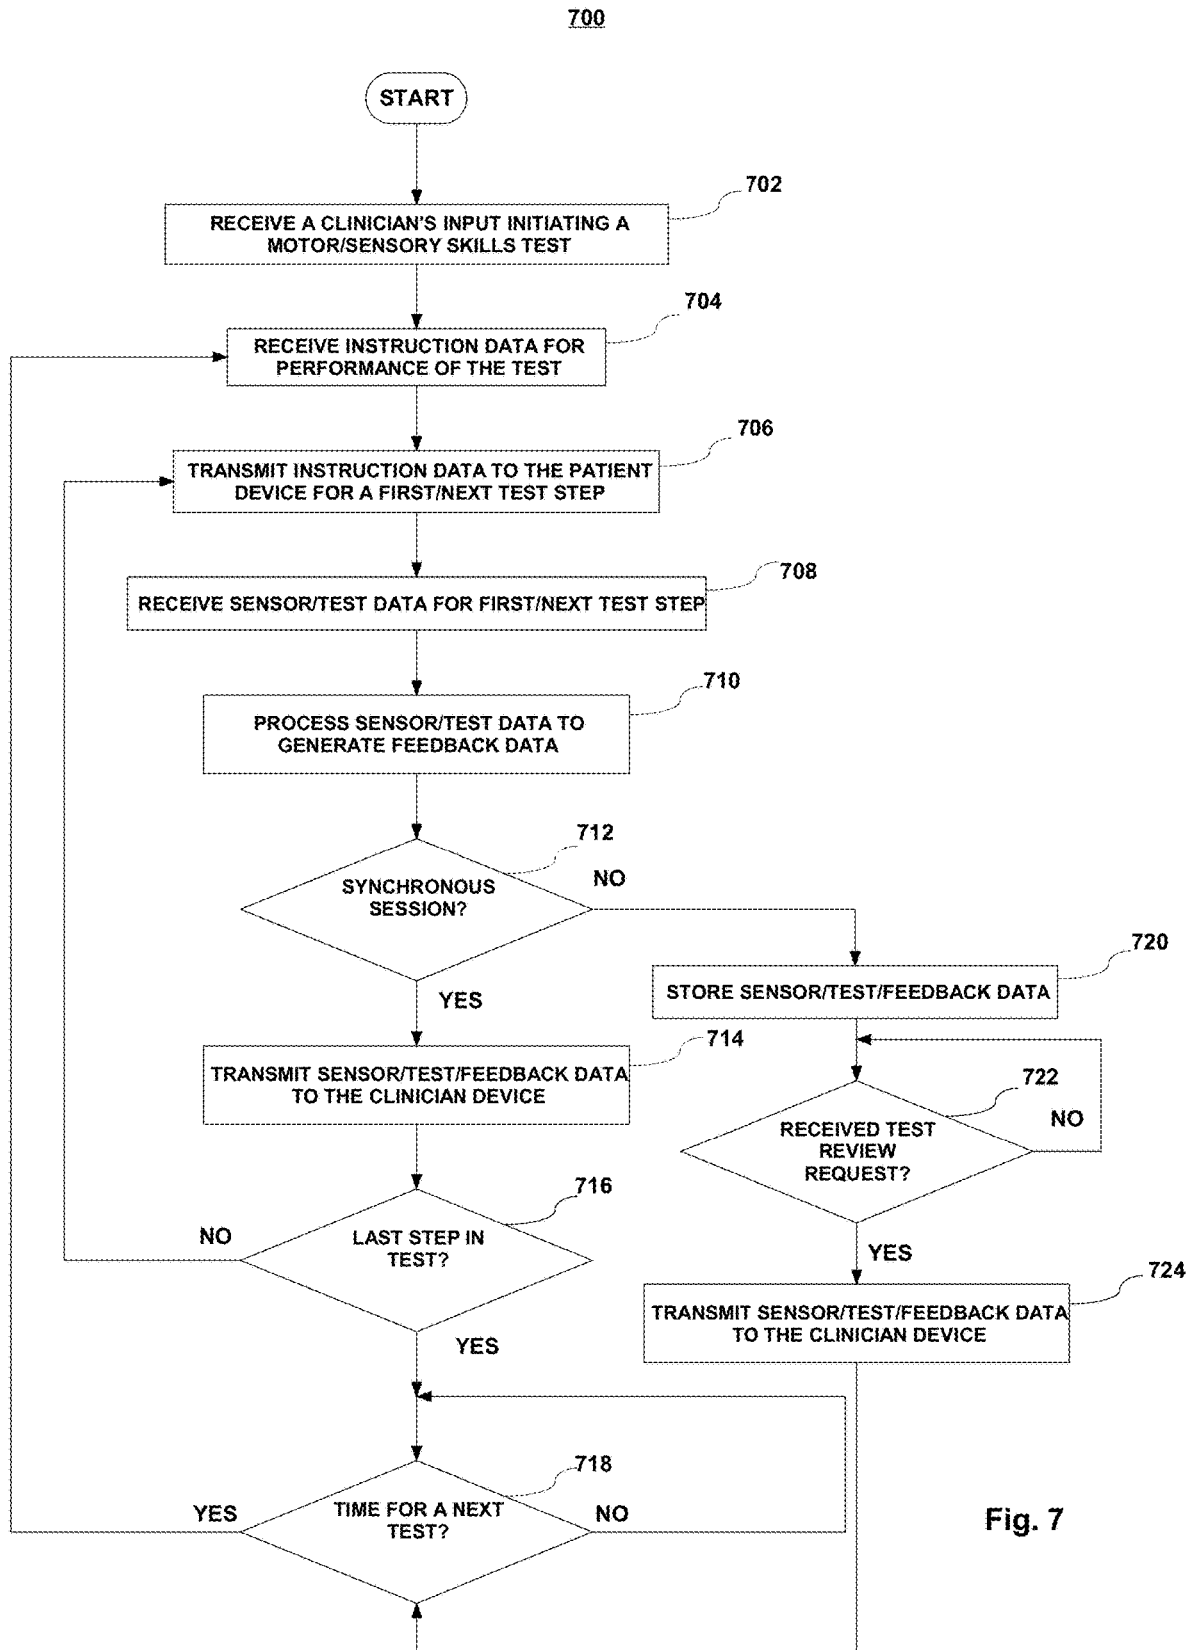 700
START
702
RECEIVE A CLINICIAN'S INPUT INITIATING A
MOTOR/SENSORY SKILLS TEST
704
RECEIVE INSTRUCTION DATA FOR
PERFORMANCE OF THE TEST
706
TRANSMIT INSTRUCTION DATA TO THE PATIENT
DEVICE FOR A FIRST/NEXT TEST STEP
708
RECEIVE SENSOR/TEST DATA FOR FIRST/NEXT TEST STEP
710
PROCESS SENSOR/TEST DATA TO
GENERATE FEEDBACK DATA
712
SYNCHRONOUS
SESSION?
NO
YES
714
TRANSMIT SENSOR/TEST/FEEDBACK DATA
TO THE CLINICIAN DEVICE
716
LAST STEP IN
TEST?
NO
YES
718
TIME FOR A NEXT
TEST?
YES
NO
720
STORE SENSOR/TEST/FEEDBACK DATA
722
RECEIVED TEST
REVIEW
REQUEST?
NO
YES
724
TRANSMIT SENSOR/TEST/FEEDBACK DATA
TO THE CLINICIAN DEVICE
Fig. 7